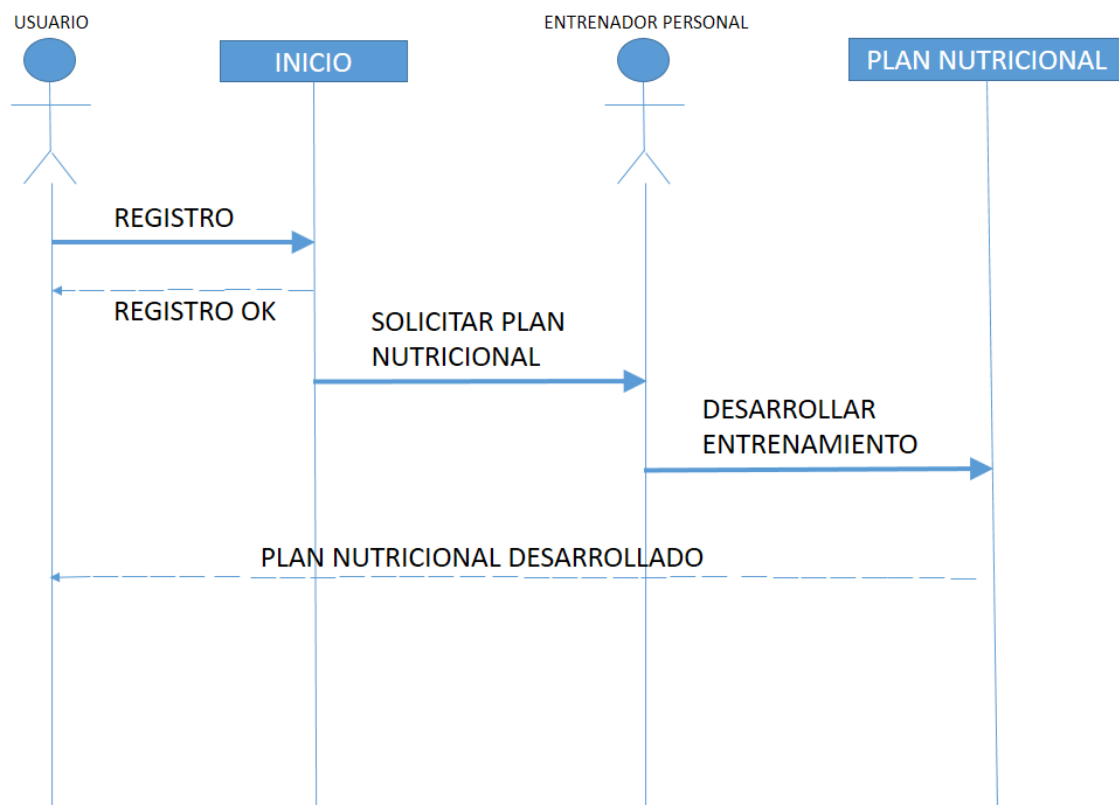 USUARIO
ENTRENADOR PERSONAL
INICIO
PLAN NUTRICIONAL
REGISTRO
REGISTRO OK
SOLICITAR PLAN
NUTRICIONAL
DESARROLLAR
ENTRENAMIENTO
PLAN NUTRICIONAL DESARROLLADO